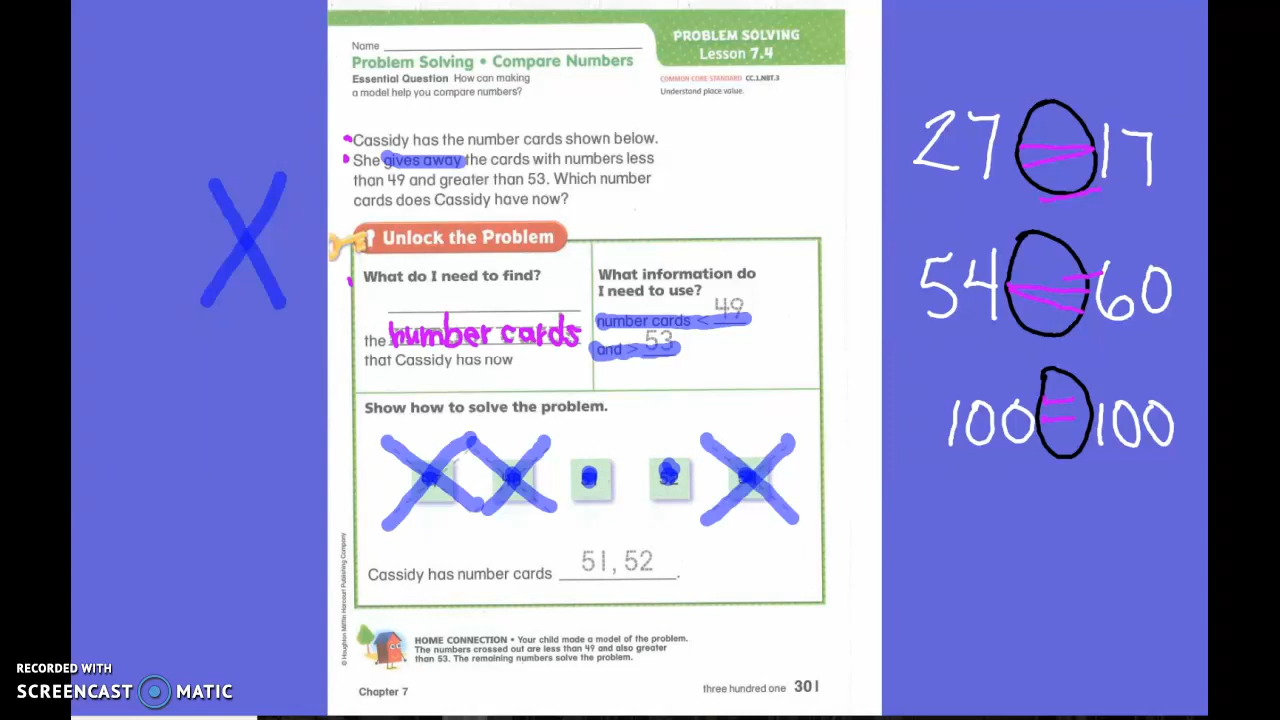 PROBLEM SOLVING
Lesson 7.4
Name
Problem Solving • Compare Numbers
Essential Question How can making
a model help you compare numbers?
COMMON CORE STANDARD CC.1.NBT.3
Understand place value.
Cassidy has the number cards shown below.
She gives away the cards with numbers less
than 49 and greater than 53. Which number
cards does Cassidy have now?
Unlock the Problem
What do I need to find?
the number cards
that Cassidy has now
What information do
I need to use?
number cards < 49
and > 53
Show how to solve the problem.
Cassidy has number cards 51, 52.
HOME CONNECTION • Your child made a model of the problem.
The numbers crossed out are less than 49 and also greater
than 53. The remaining numbers solve the problem.
© Houghton Mifflin Harcourt Publishing Company
Chapter 7
three hundred one 301
27 > 17
54 < 60
100 = 100
X
RECORDED WITH
SCREENCAST MATIC